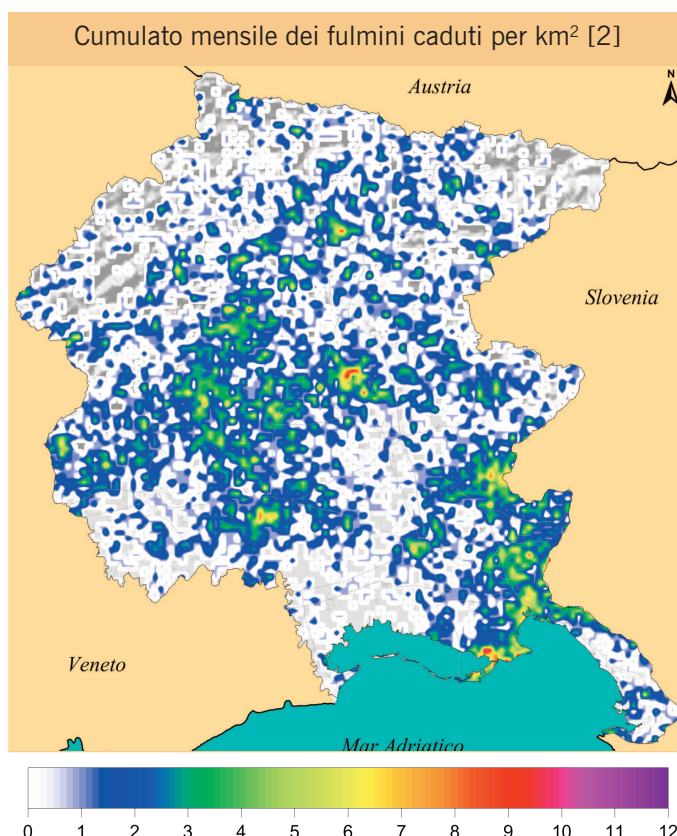 Cumulato mensile dei fulmini caduti per km² [2]
Austria
N
Slovenia
Veneto
Mar Adriatico
0 1 2 3 4 5 6 7 8 9 10 11 12